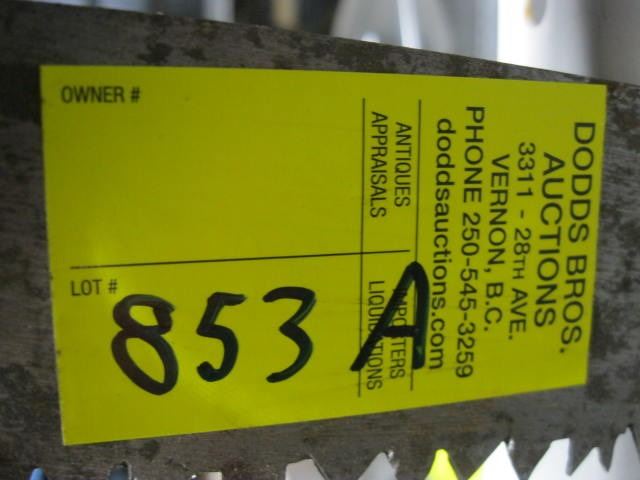 DODDS BROS.
AUCTIONS
3311 - 28TH AVE.
VERNON, B.C.
PHONE 250-545-3259
doddsauctions.com
ANTIQUES
APPRAISALS
IMPORTERS
LIQUIDATIONS
OWNER #
LOT #
853 A